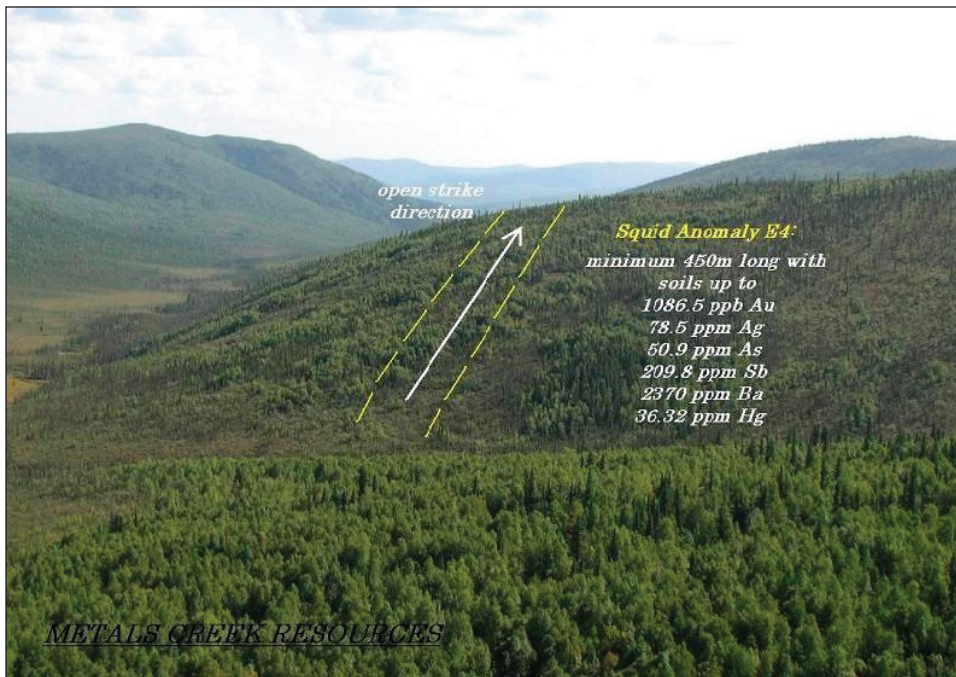 open strike
direction
Squid Anomaly E4:
minimum 450m long with
soils up to
1086.5 ppb Au
78.5 ppm Ag
50.9 ppm As
209.8 ppm Sb
2370 ppm Ba
36.32 ppm Hg
METALS CREEK RESOURCES